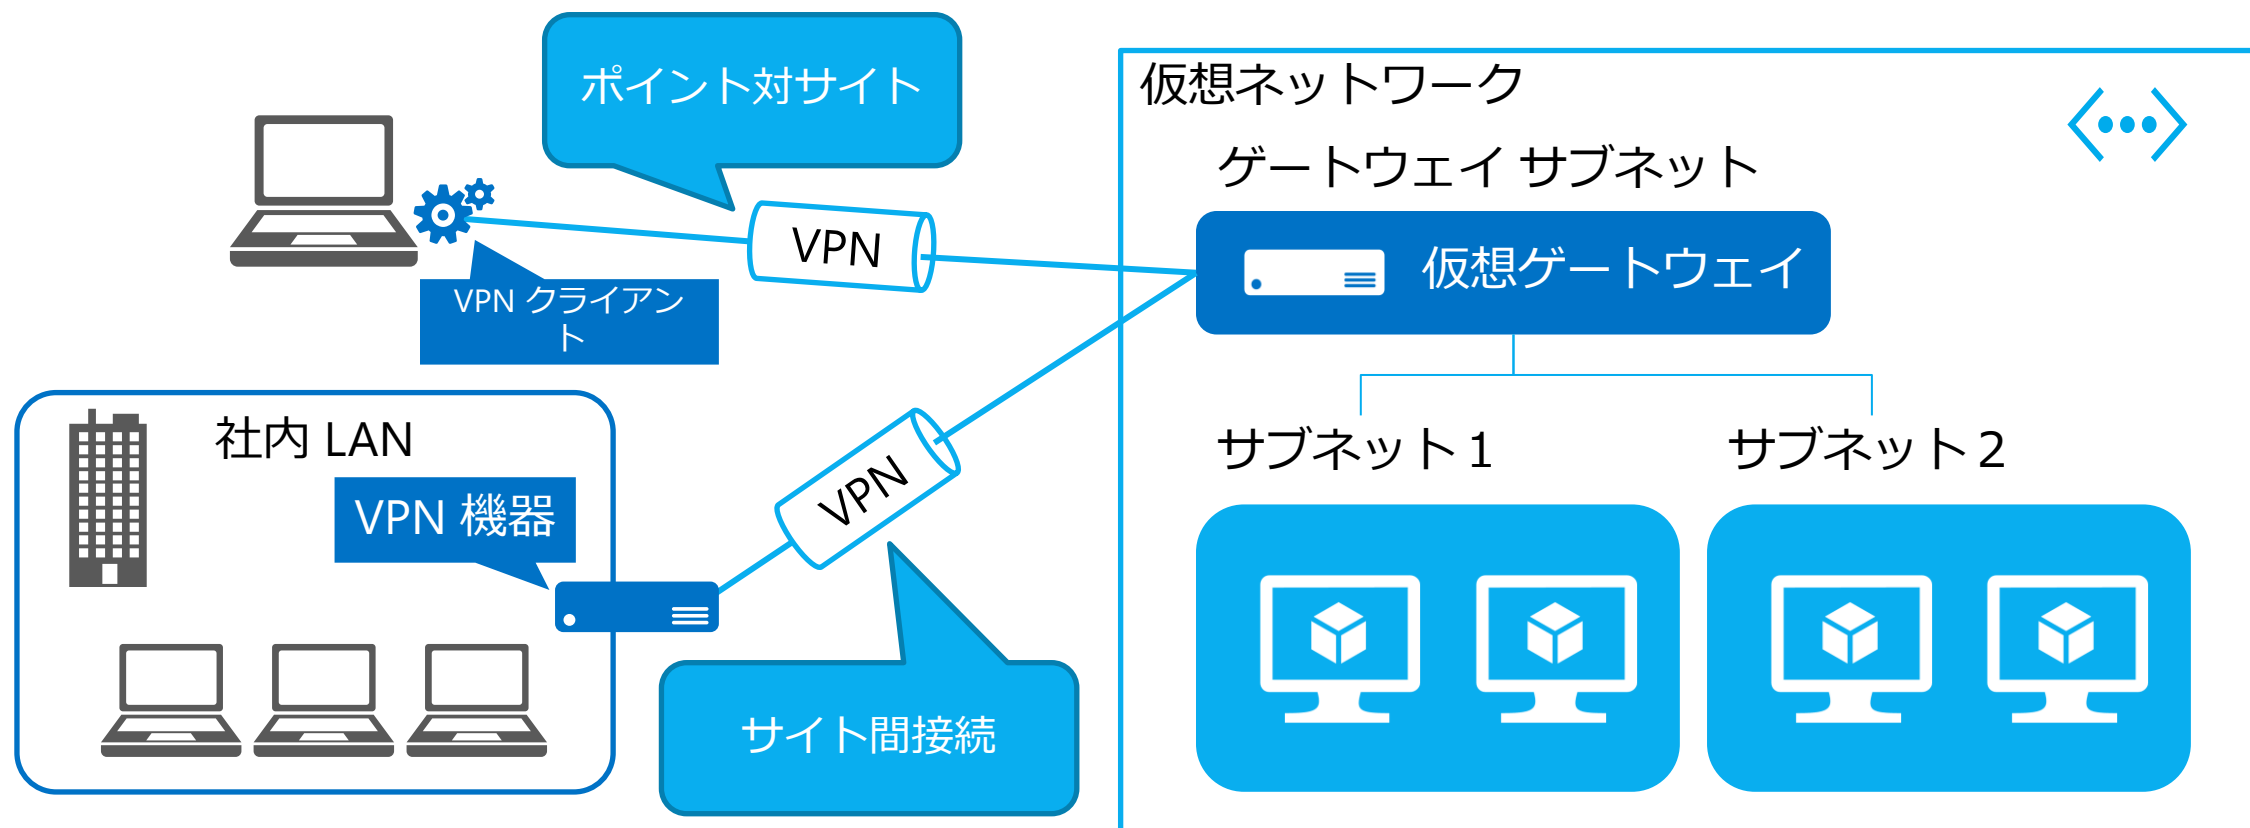 ポイント対サイト
仮想ネットワーク
ゲートウェイ サブネット
VPN
仮想ゲートウェイ
VPN クライアン
ト
社内 LAN
VPN 機器
VPN
サブネット1
サブネット2
サイト間接続